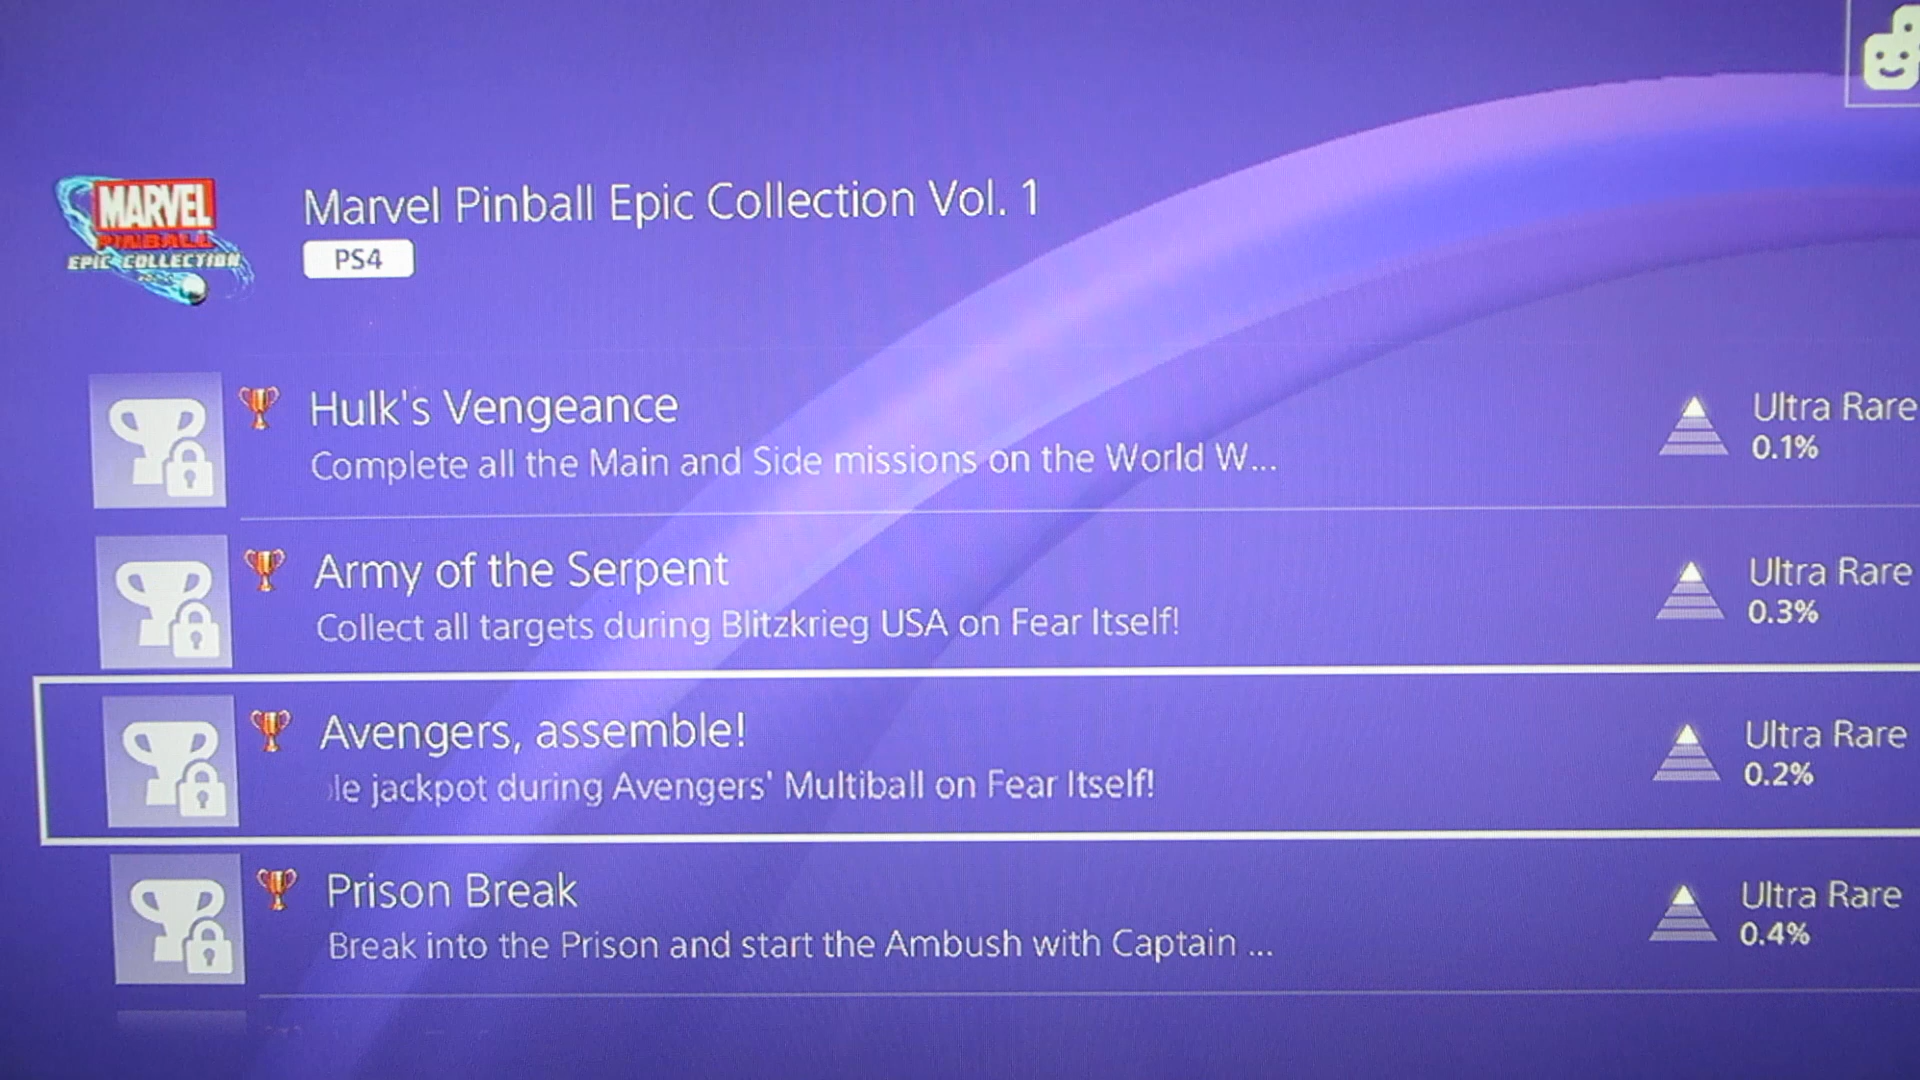 MARVEL
PINBALL
EPIC COLLECTION
Marvel Pinball Epic Collection Vol. 1
PS4
Hulk's Vengeance
Complete all the Main and Side missions on the World W...
Ultra Rare
0.1%
Army of the Serpent
Collect all targets during Blitzkrieg USA on Fear Itself!
Ultra Rare
0.3%
Avengers, assemble!
le jackpot during Avengers' Multiball on Fear Itself!
Ultra Rare
0.2%
Prison Break
Break into the Prison and start the Ambush with Captain ...
Ultra Rare
0.4%